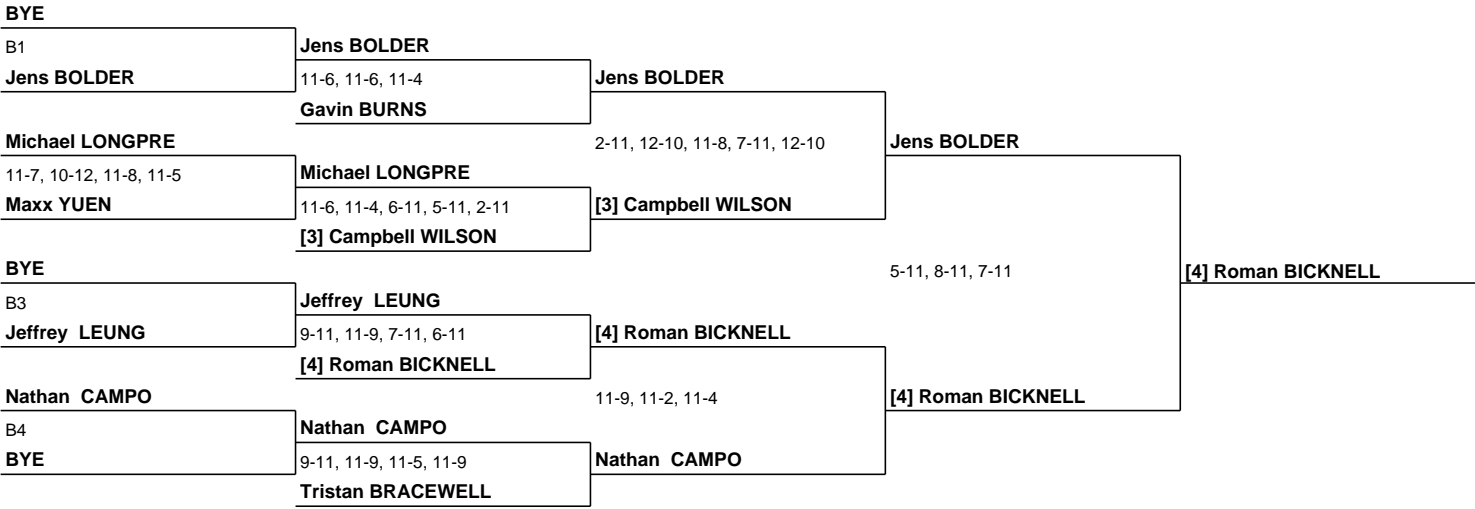 BYE
B1
Jens BOLDER
Jens BOLDER
11-6, 11-6, 11-4
Jens BOLDER
Gavin BURNS
Michael LONGPRE
2-11, 12-10, 11-8, 7-11, 12-10
Jens BOLDER
11-7, 10-12, 11-8, 11-5
Michael LONGPRE
Maxx YUEN
11-6, 11-4, 6-11, 5-11, 2-11
[3] Campbell WILSON
[3] Campbell WILSON
BYE
5-11, 8-11, 7-11
[4] Roman BICKNELL
B3
Jeffrey  LEUNG
Jeffrey  LEUNG
9-11, 11-9, 7-11, 6-11
[4] Roman BICKNELL
[4] Roman BICKNELL
Nathan  CAMPO
11-9, 11-2, 11-4
[4] Roman BICKNELL
B4
Nathan  CAMPO
BYE
9-11, 11-9, 11-5, 11-9
Nathan  CAMPO
Tristan BRACEWELL